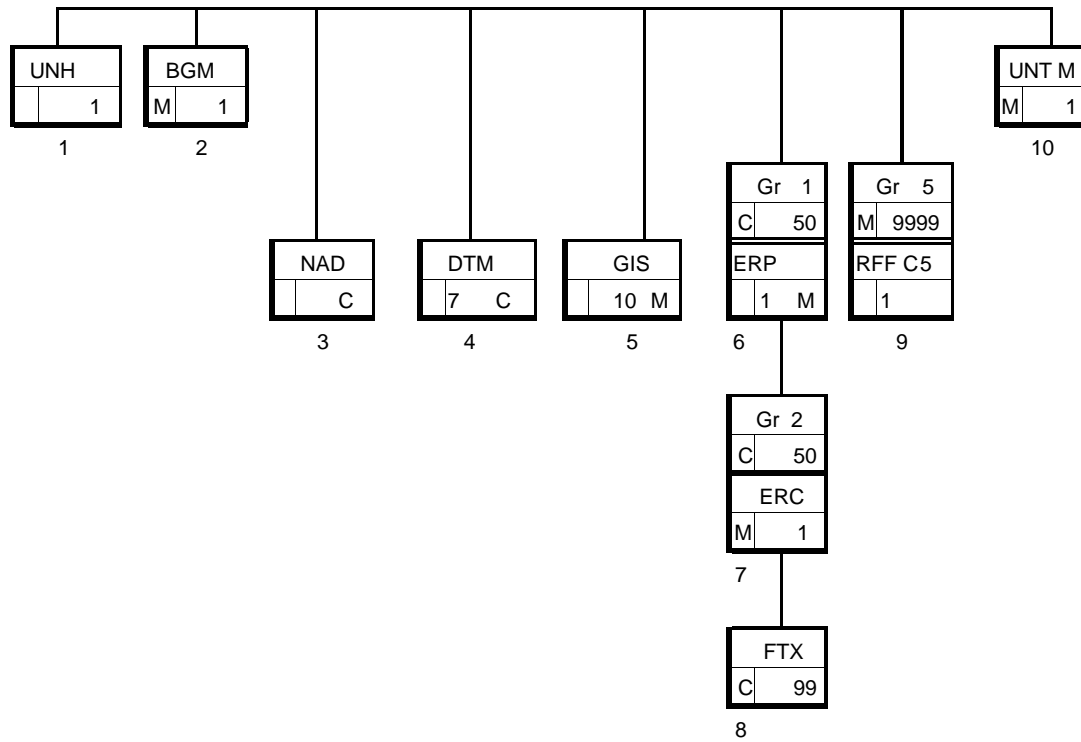 UNH
1
1
BGM
M 1
2
UNT M
M 1
10
NAD
C
3
DTM
7 C
4
GIS
10 M
5
Gr 1
C 50
ERP
1 M
6
Gr 5
M 9999
RFF C5
1
9
Gr 2
C 50
ERC
M 1
7
FTX
C 99
8